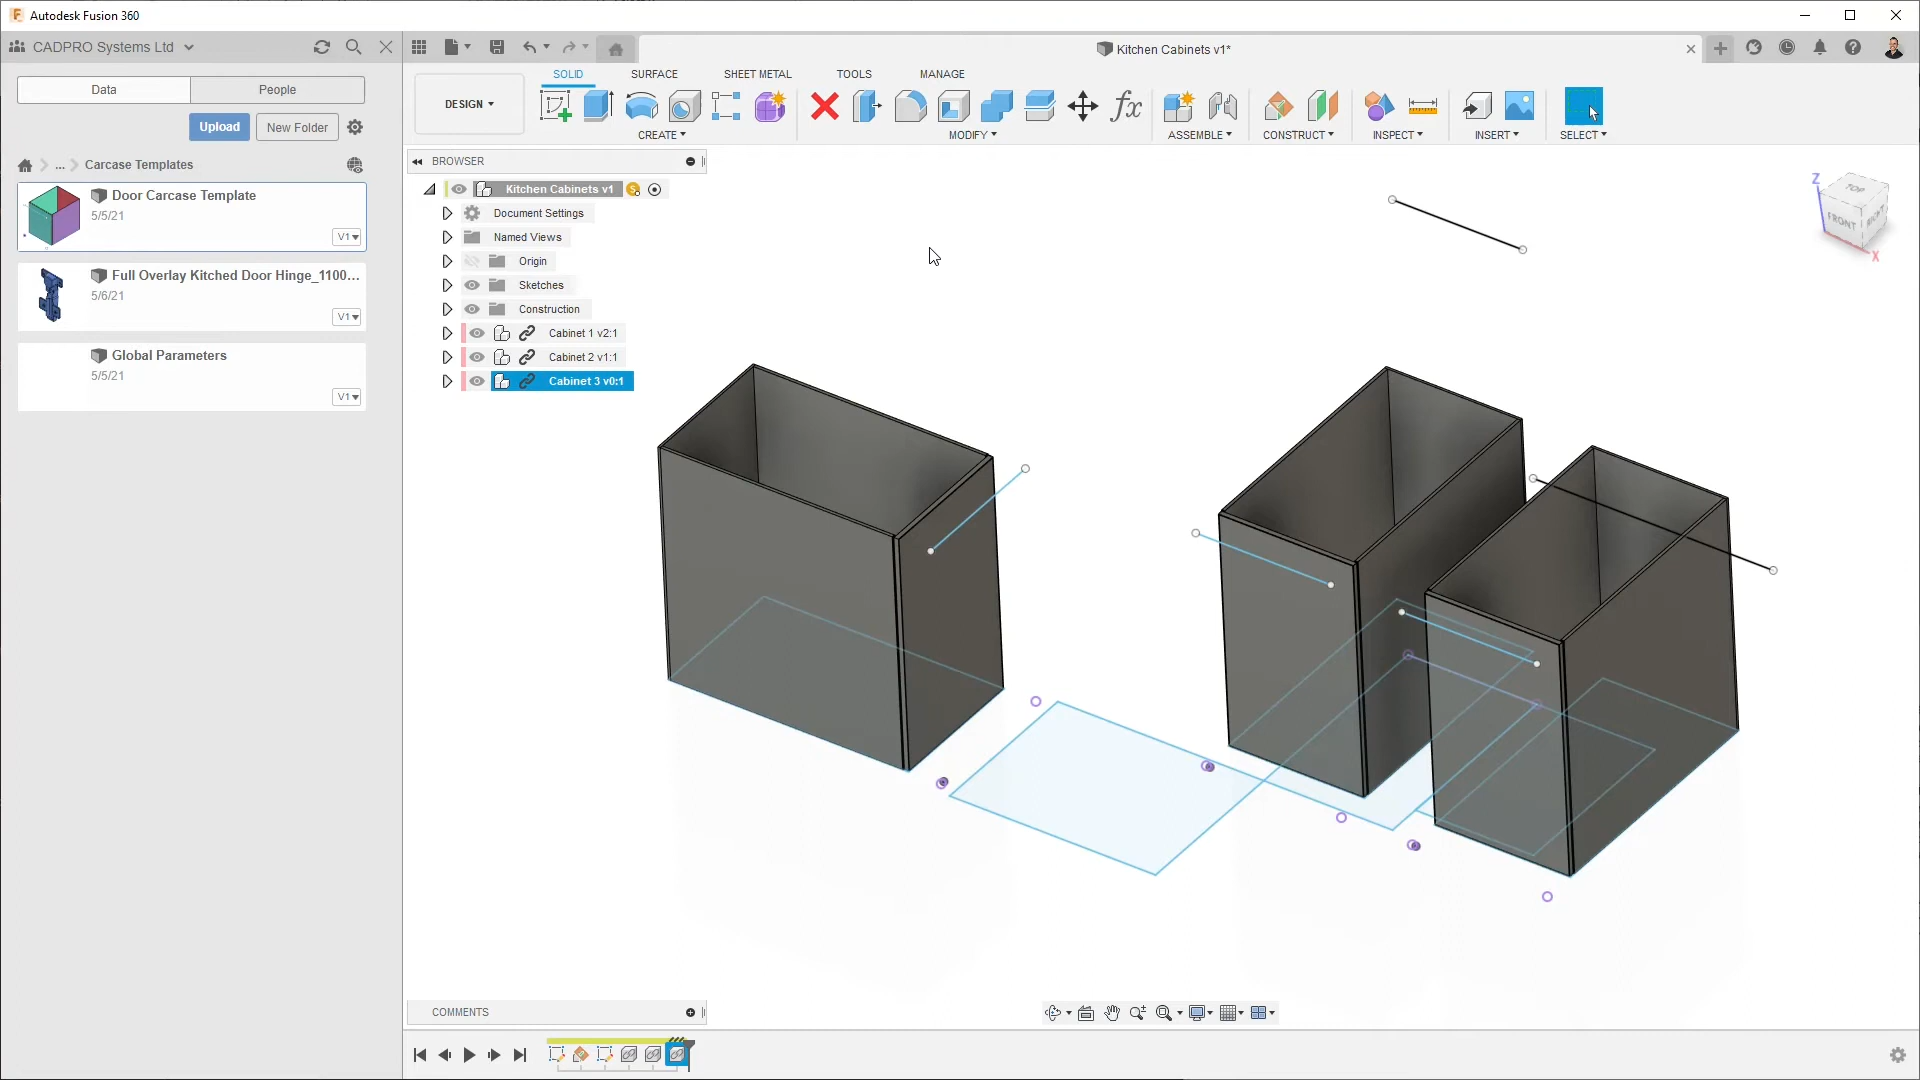 Autodesk Fusion 360
CADPRO Systems Ltd
Kitchen Cabinets v1*
Data
People
Upload
New Folder
... Carcase Templates
Door Carcase Template
5/5/21
V1
Full Overlay Kitched Door Hinge_1100...
5/6/21
V1
Global Parameters
5/5/21
V1
DESIGN
SOLID
SURFACE
SHEET METAL
TOOLS
MANAGE
CREATE
MODIFY
ASSEMBLE
CONSTRUCT
INSPECT
INSERT
SELECT
fx
BROWSER
Kitchen Cabinets v1
S
Document Settings
Named Views
Origin
Sketches
Construction
Cabinet 1 v2:1
Cabinet 2 v1:1
Cabinet 3 v0:1
Z
TOP
FRONT
RIGHT
X
COMMENTS